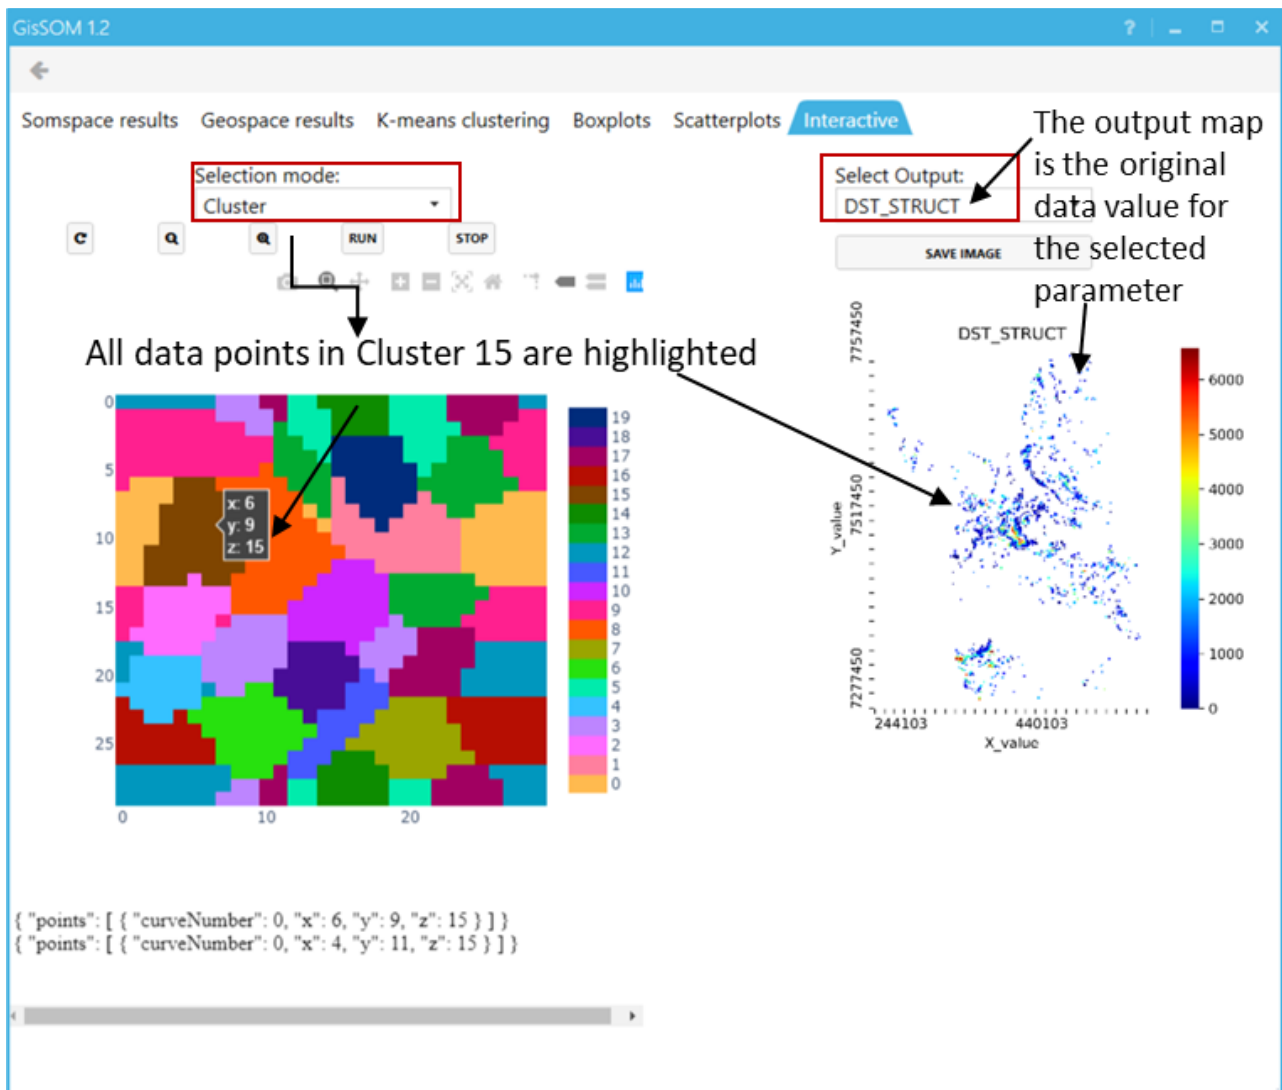 GisSOM 1.2
?
Somspace results Geospace results K-means clustering Boxplots Scatterplots Interactive
The output map
is the original
data value for
the selected
parameter
Selection mode:
Cluster
Select Output:
DST_STRUCT
RUN
STOP
SAVE IMAGE
All data points in Cluster 15 are highlighted
0
5
10
15
20
25
0
10
20
x: 6
y: 9
z: 15
19
18
17
16
15
14
13
12
11
10
9
8
7
6
5
4
3
2
1
0
DST_STRUCT
7757450
7517450
7277450
Y_value
244103
440103
X_value
6000
5000
4000
3000
2000
1000
0
{ "points": [ { "curveNumber": 0, "x": 6, "y": 9, "z": 15 } ] }
{ "points": [ { "curveNumber": 0, "x": 4, "y": 11, "z": 15 } ] }